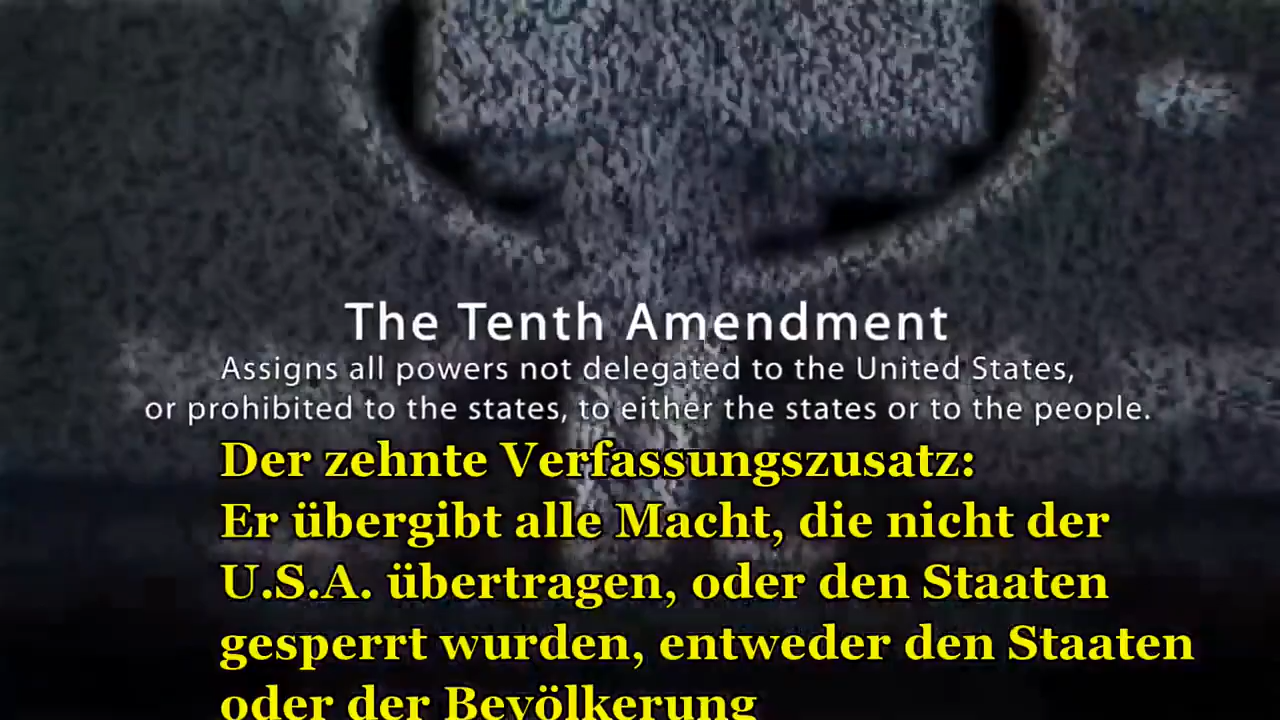 The Tenth Amendment
Assigns all powers not delegated to the United States,
or prohibited to the states, to either the states or to the people.
Der zehnte Verfassungszusatz:
Er übergibt alle Macht, die nicht der
U.S.A. übertragen, oder den Staaten
gesperrt wurden, entweder den Staaten
oder der Bevölkerung